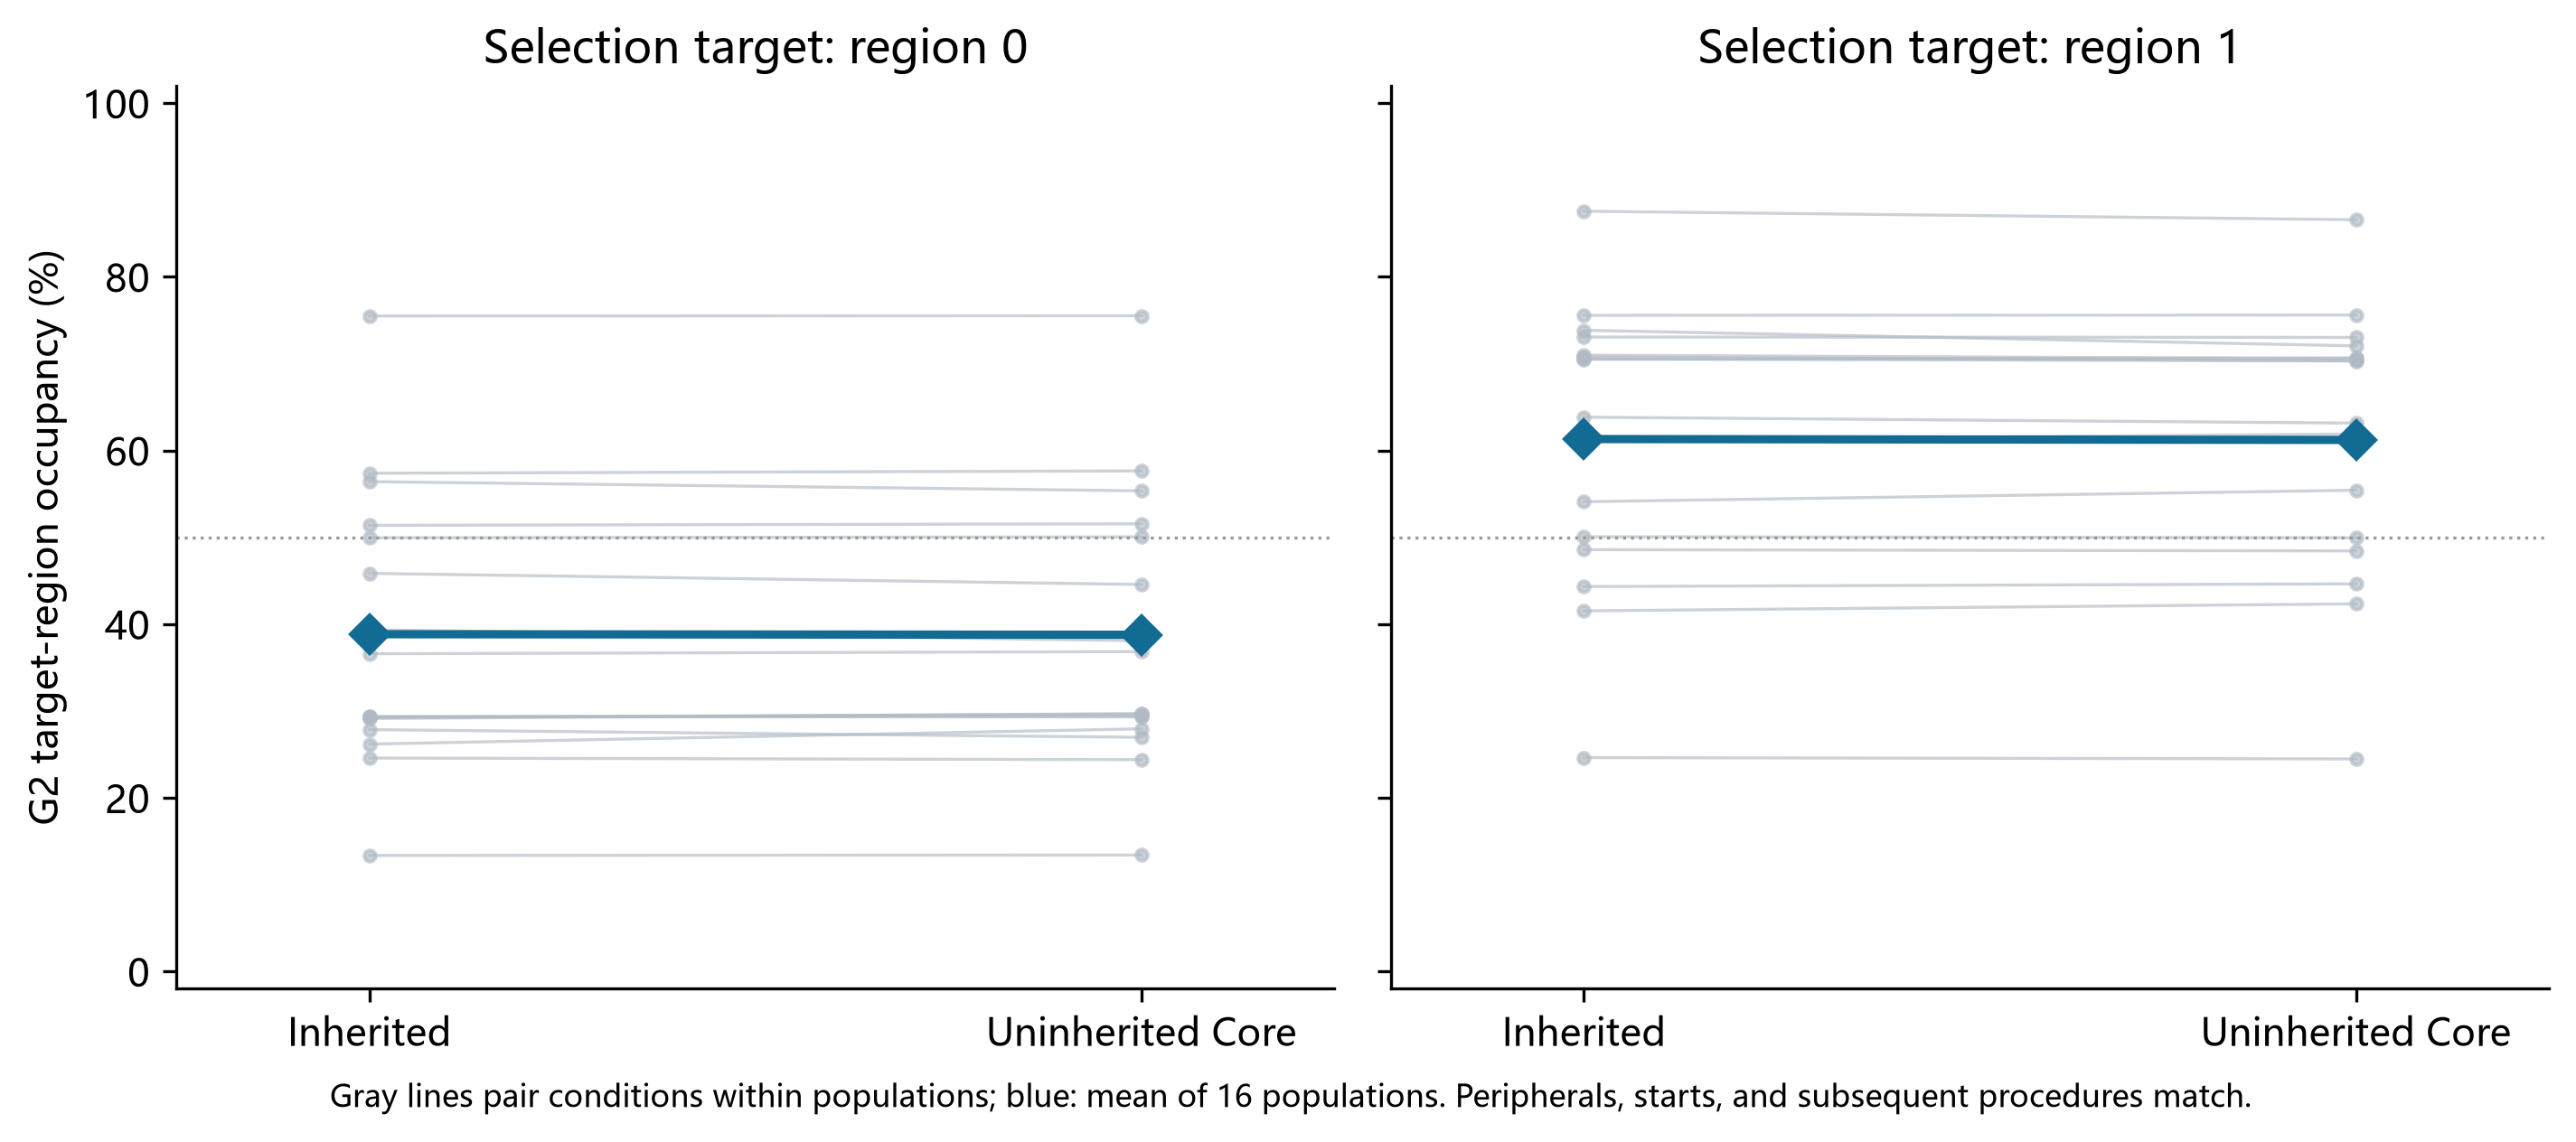 Selection target: region 0
Selection target: region 1
G2 target-region occupancy (%)
100
80
60
40
20
0
Inherited
Uninherited Core
Inherited
Uninherited Core
Gray lines pair conditions within populations; blue: mean of 16 populations. Peripherals, starts, and subsequent procedures match.